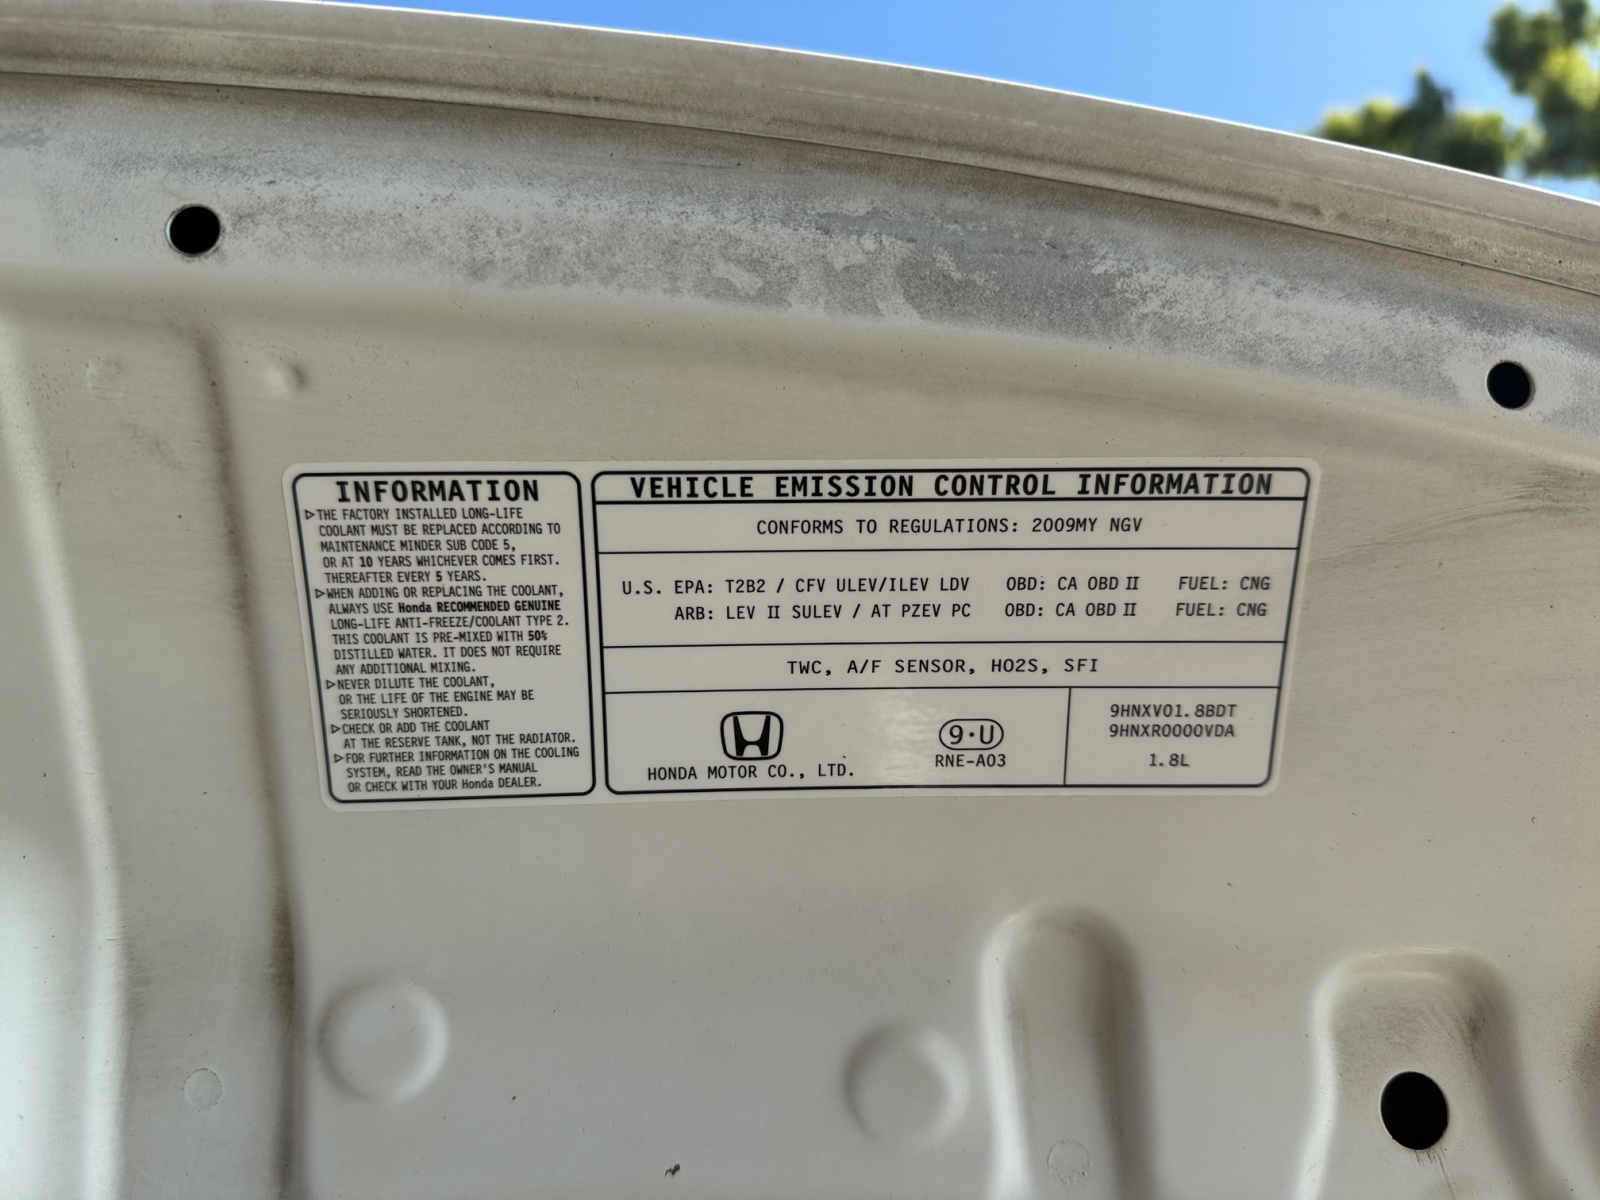 INFORMATION
▷THE FACTORY INSTALLED LONG-LIFE
COOLANT MUST BE REPLACED ACCORDING TO
MAINTENANCE MINDER SUB CODE 5,
OR AT 10 YEARS WHICHEVER COMES FIRST.
THEREAFTER EVERY 5 YEARS.
▷WHEN ADDING OR REPLACING THE COOLANT,
ALWAYS USE Honda RECOMMENDED GENUINE
LONG-LIFE ANTI-FREEZE/COOLANT TYPE 2.
THIS COOLANT IS PRE-MIXED WITH 50%
DISTILLED WATER. IT DOES NOT REQUIRE
ANY ADDITIONAL MIXING.
▷NEVER DILUTE THE COOLANT,
OR THE LIFE OF THE ENGINE MAY BE
SERIOUSLY SHORTENED.
▷CHECK OR ADD THE COOLANT
AT THE RESERVE TANK, NOT THE RADIATOR.
▷FOR FURTHER INFORMATION ON THE COOLING
SYSTEM, READ THE OWNER'S MANUAL
OR CHECK WITH YOUR Honda DEALER.
VEHICLE EMISSION CONTROL INFORMATION
CONFORMS TO REGULATIONS: 2009MY NGV
U.S. EPA: T2B2 / CFV ULEV/ILEV LDV OBD: CA OBD II FUEL: CNG
ARB: LEV II SULEV / AT PZEV PC OBD: CA OBD II FUEL: CNG
TWC, A/F SENSOR, HO2S, SFI
HONDA MOTOR CO., LTD.
9·U
RNE-A03
9HNXV01.8BDT
9HNXR0000VDA
1.8L